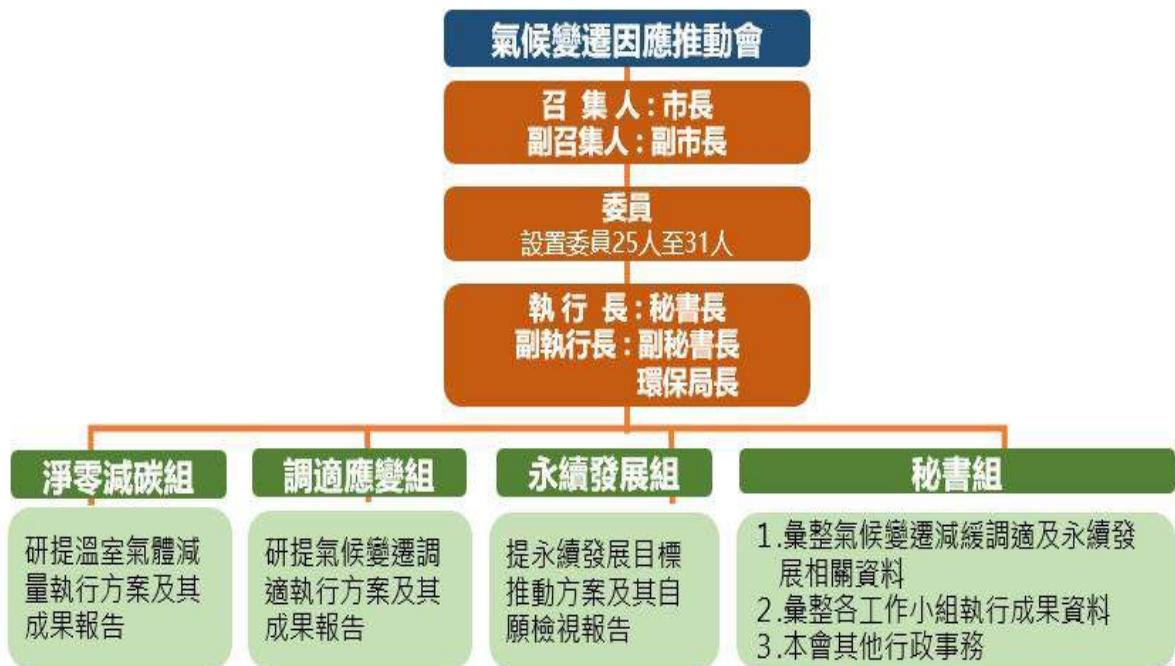 氣候變遷因應推動會
召 集 人：市長
副召集人：副市長
委員
設置委員25人至31人
執 行 長：秘書長
副執行長：副秘書長
環保局長
淨零減碳組
研提溫室氣體減
量執行方案及其
成果報告
調適應變組
研提氣候變遷調
適執行方案及其
成果報告
永續發展組
提永續發展目標
推動方案及其自
願檢視報告
秘書組
1.彙整氣候變遷減緩調適及永續發
展相關資料
2.彙整各工作小組執行成果資料
3.本會其他行政事務